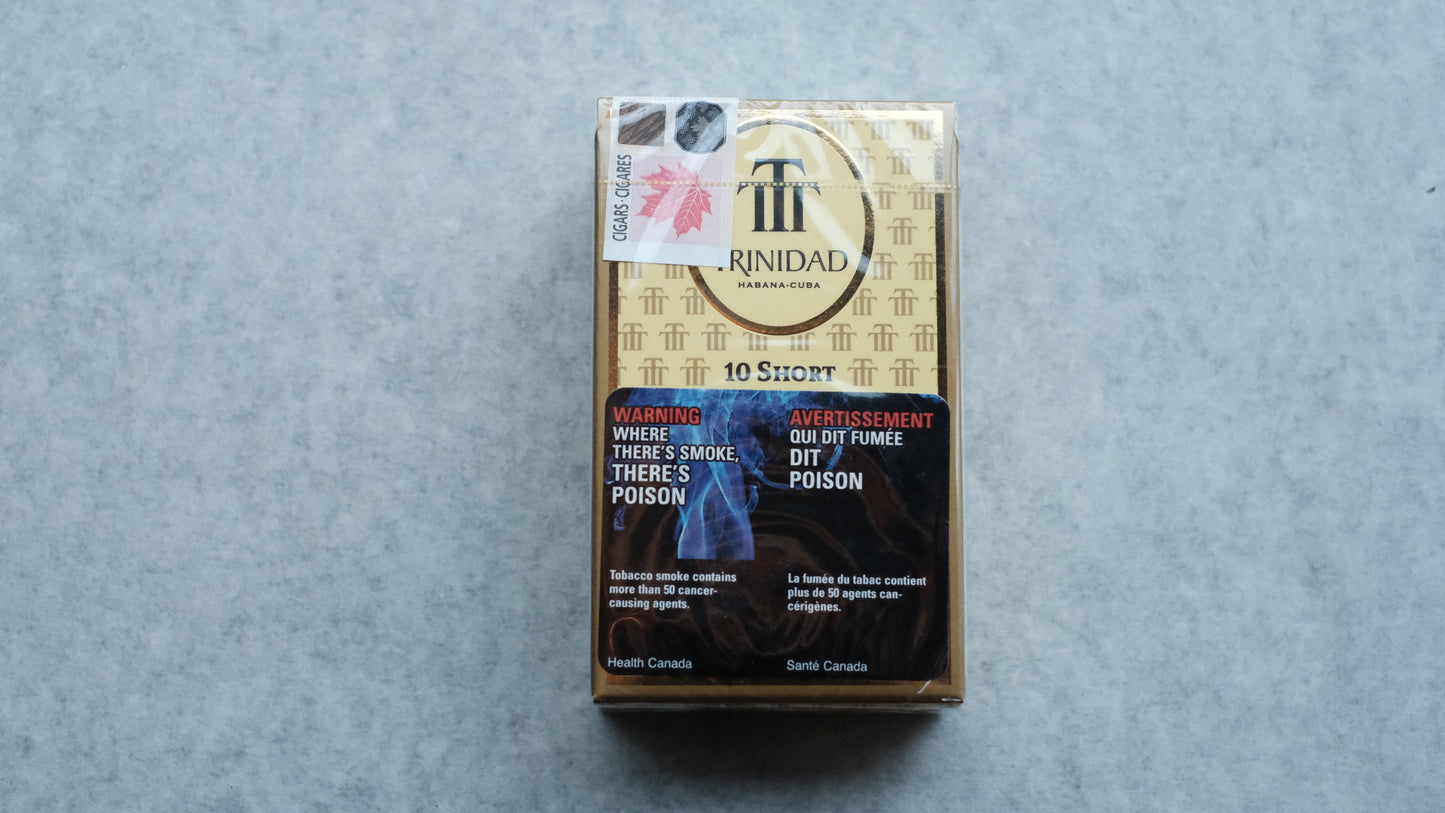 CIGARS · CIGARES
TRINIDAD
HABANA-CUBA
10 SHORT
WARNING
WHERE
THERE'S SMOKE,
THERE'S
POISON
Tobacco smoke contains
more than 50 cancer-
causing agents.
Health Canada
AVERTISSEMENT
QUI DIT FUMÉE
DIT
POISON
La fumée du tabac contient
plus de 50 agents can-
cérigènes.
Santé Canada